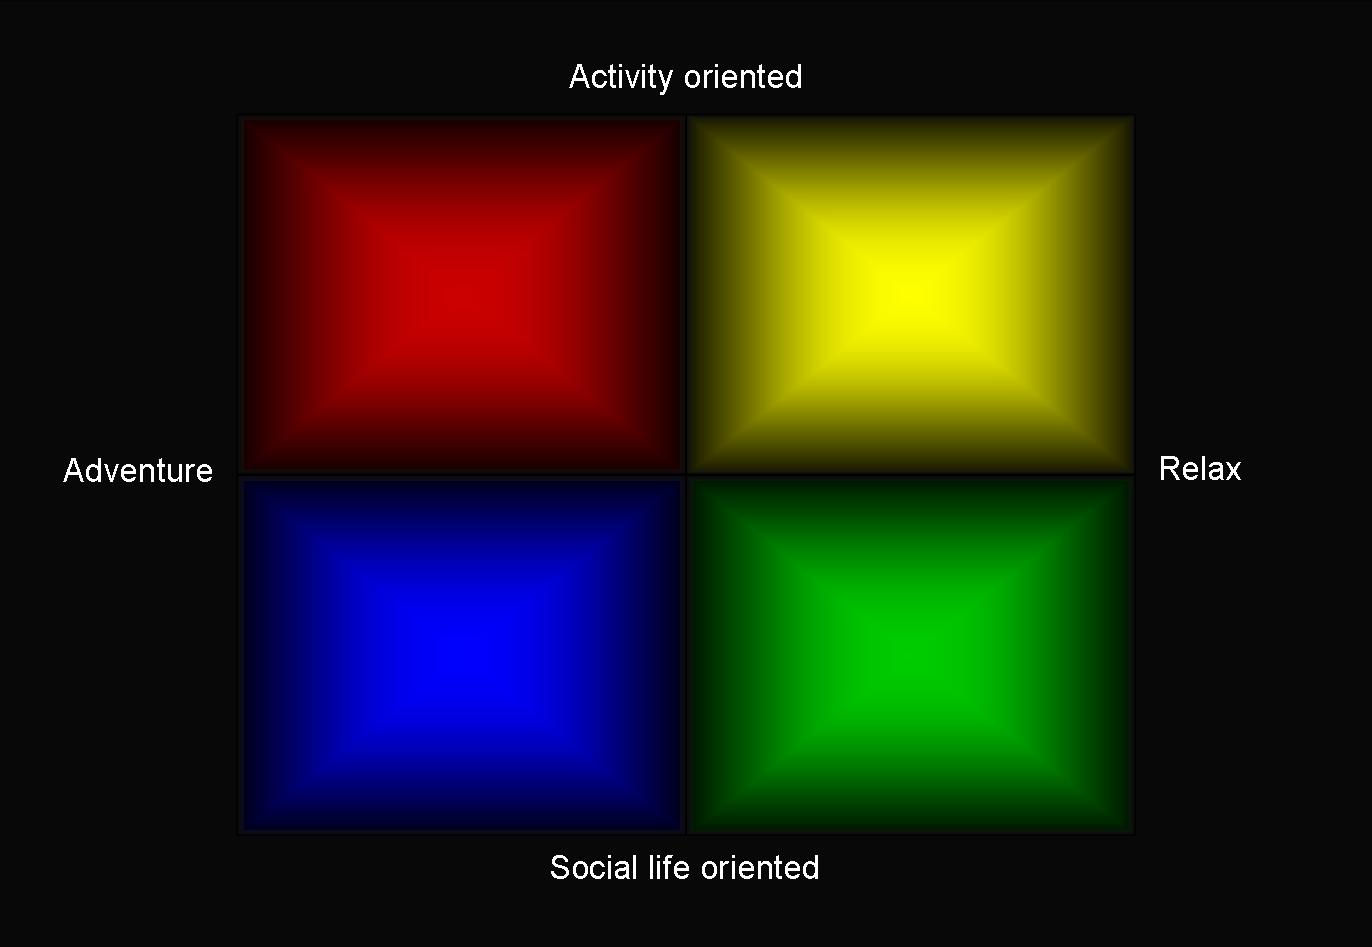 Activity oriented
Adventure
Relax
Social life oriented